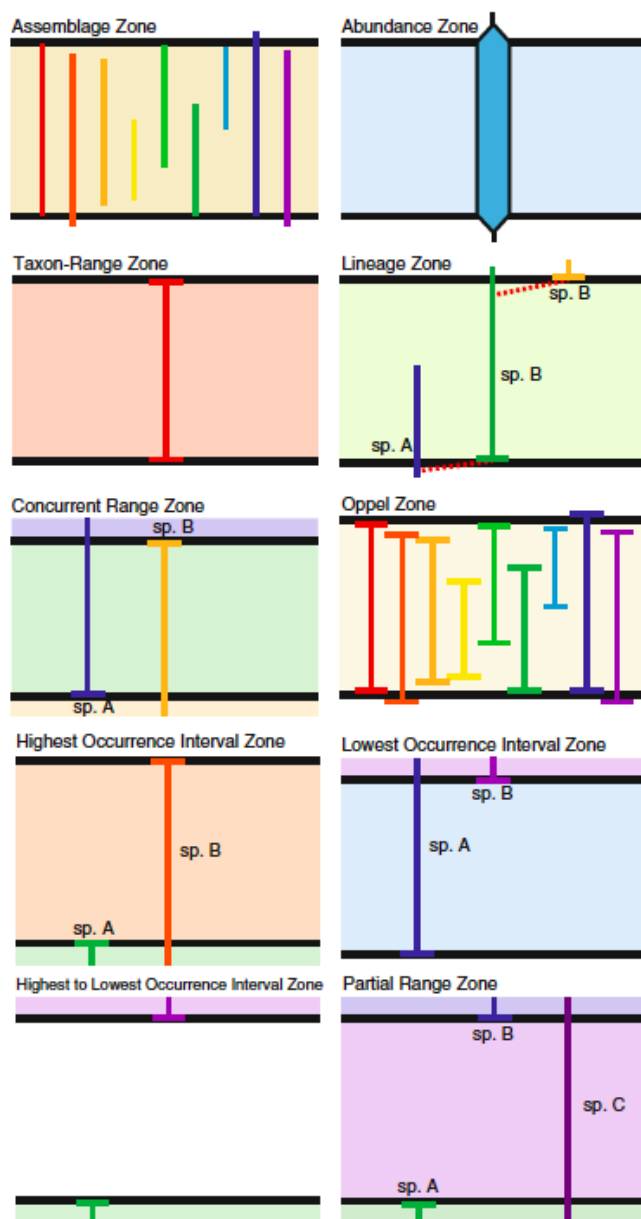 Assemblage Zone
Abundance Zone
Taxon-Range Zone
Lineage Zone
sp. B
sp. B
sp. A
Concurrent Range Zone
sp. B
sp. A
Oppel Zone
Highest Occurrence Interval Zone
sp. B
sp. A
Lowest Occurrence Interval Zone
sp. B
sp. A
Highest to Lowest Occurrence Interval Zone
Partial Range Zone
sp. B
sp. C
sp. A